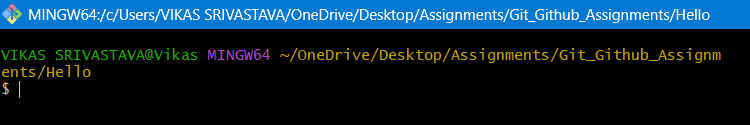 MINGW64:/c/Users/VIKAS SRIVASTAVA/OneDrive/Desktop/Assignments/Git_Github_Assignments/Hello
VIKAS SRIVASTAVA@Vikas MINGW64 ~/OneDrive/Desktop/Assignments/Git_Github_Assignm
ents/Hello
$